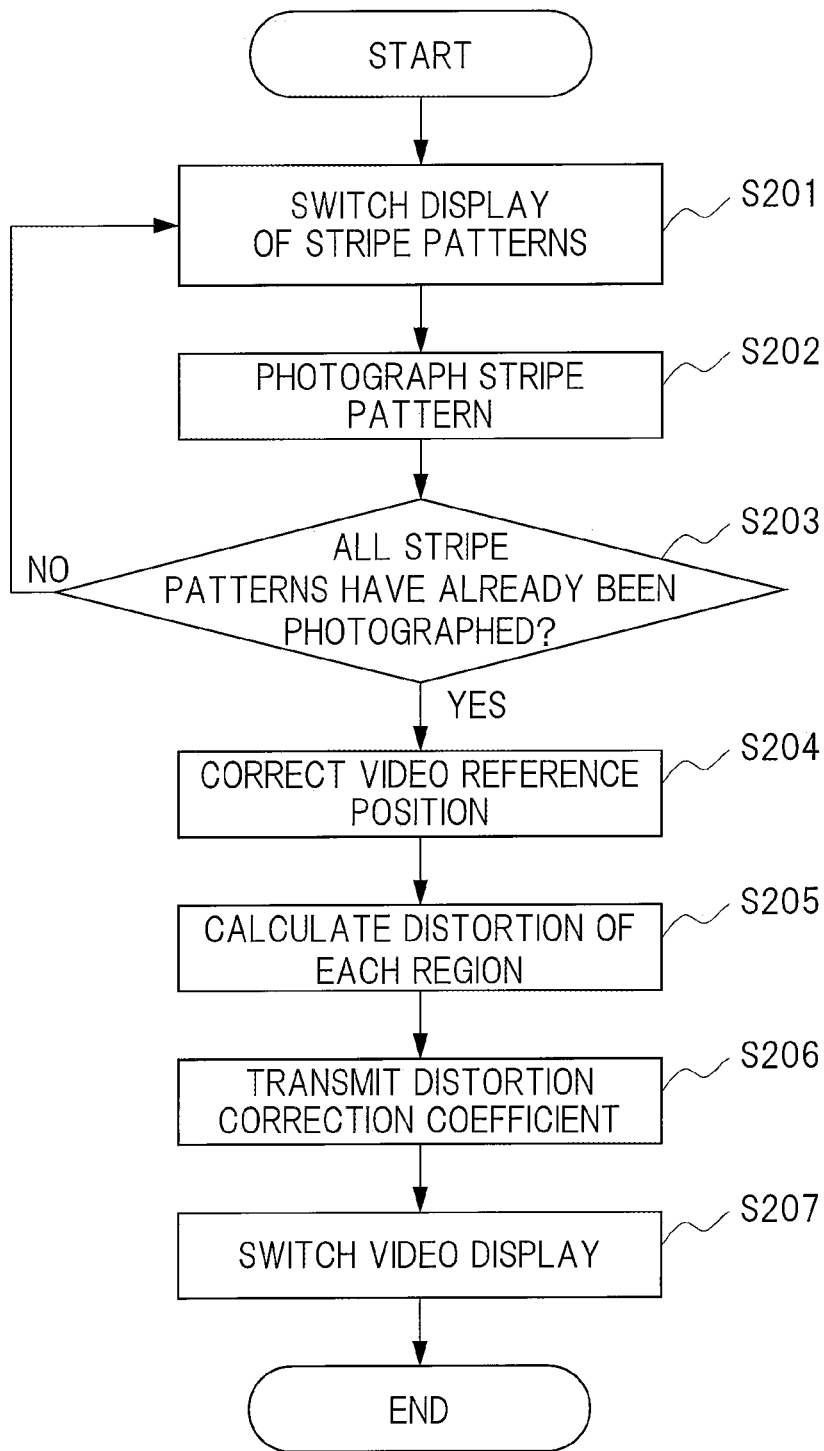 START
SWITCH DISPLAY
OF STRIPE PATTERNS
S201
PHOTOGRAPH STRIPE
PATTERN
S202
ALL STRIPE
PATTERNS HAVE ALREADY BEEN
PHOTOGRAPHED?
S203
NO
YES
CORRECT VIDEO REFERENCE
POSITION
S204
CALCULATE DISTORTION OF
EACH REGION
S205
TRANSMIT DISTORTION
CORRECTION COEFFICIENT
S206
SWITCH VIDEO DISPLAY
S207
END